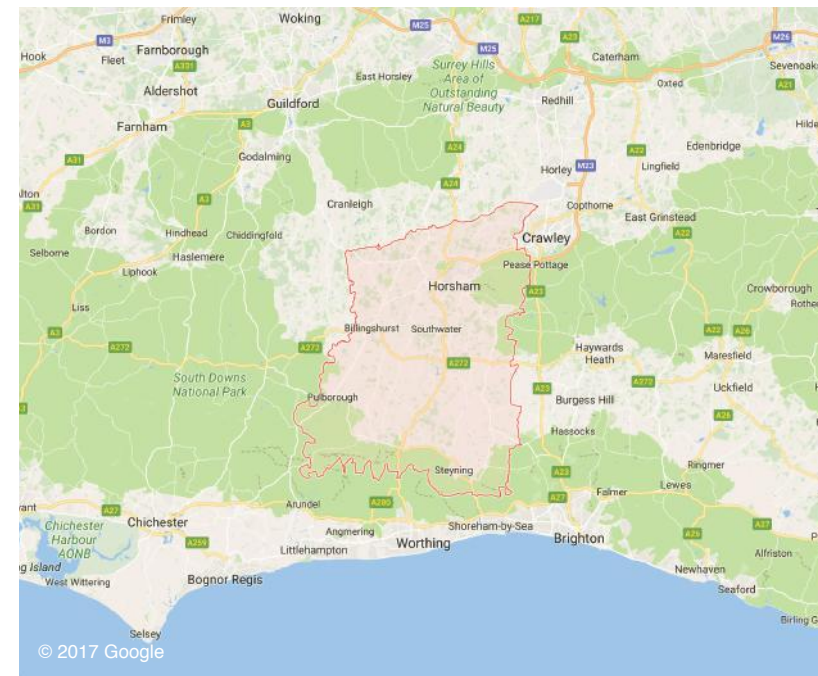 Frimley
Woking
M25
A217
M3
M25
A23
M26
Hook
Fleet
Farnborough
A331
Surrey Hills
Area of
Outstanding
Natural Beauty
Caterham
Sevenoaks
East Horsley
Oxted
A21
Aldershot
Guildford
Redhill
Farnham
A3
A24
A23
Edenbridge
Hilde
A31
Godalming
Horley
M23
Lingfield
A24
lton
A31
A3
Cranleigh
Copthorne
East Grinstead
Bordon
Hindhead
Chiddingfold
Crawley
A22
Selborne
Haslemere
Pease Pottage
Liphook
Horsham
A23
Crowborough
Rothe
Liss
A3
A272
A272
Billingshurst
Southwater
A22
A26
Haywards
Heath
Maresfield
A272
South Downs
National Park
A23
A272
Uckfield
Pulborough
Burgess Hill
A26
Hassocks
Steyning
A23
Ringmer
Lewes
Arundel
A280
A27
Falmer
A27
Chichester
Chichester
Harbour
AONB
A259
Angmering
Shoreham-by-Sea
A27
Littlehampton
Worthing
Brighton
A26
Alfriston
g Island
West Wittering
Bognor Regis
Newhaven
Seaford
Birling G
Selsey
© 2017 Google